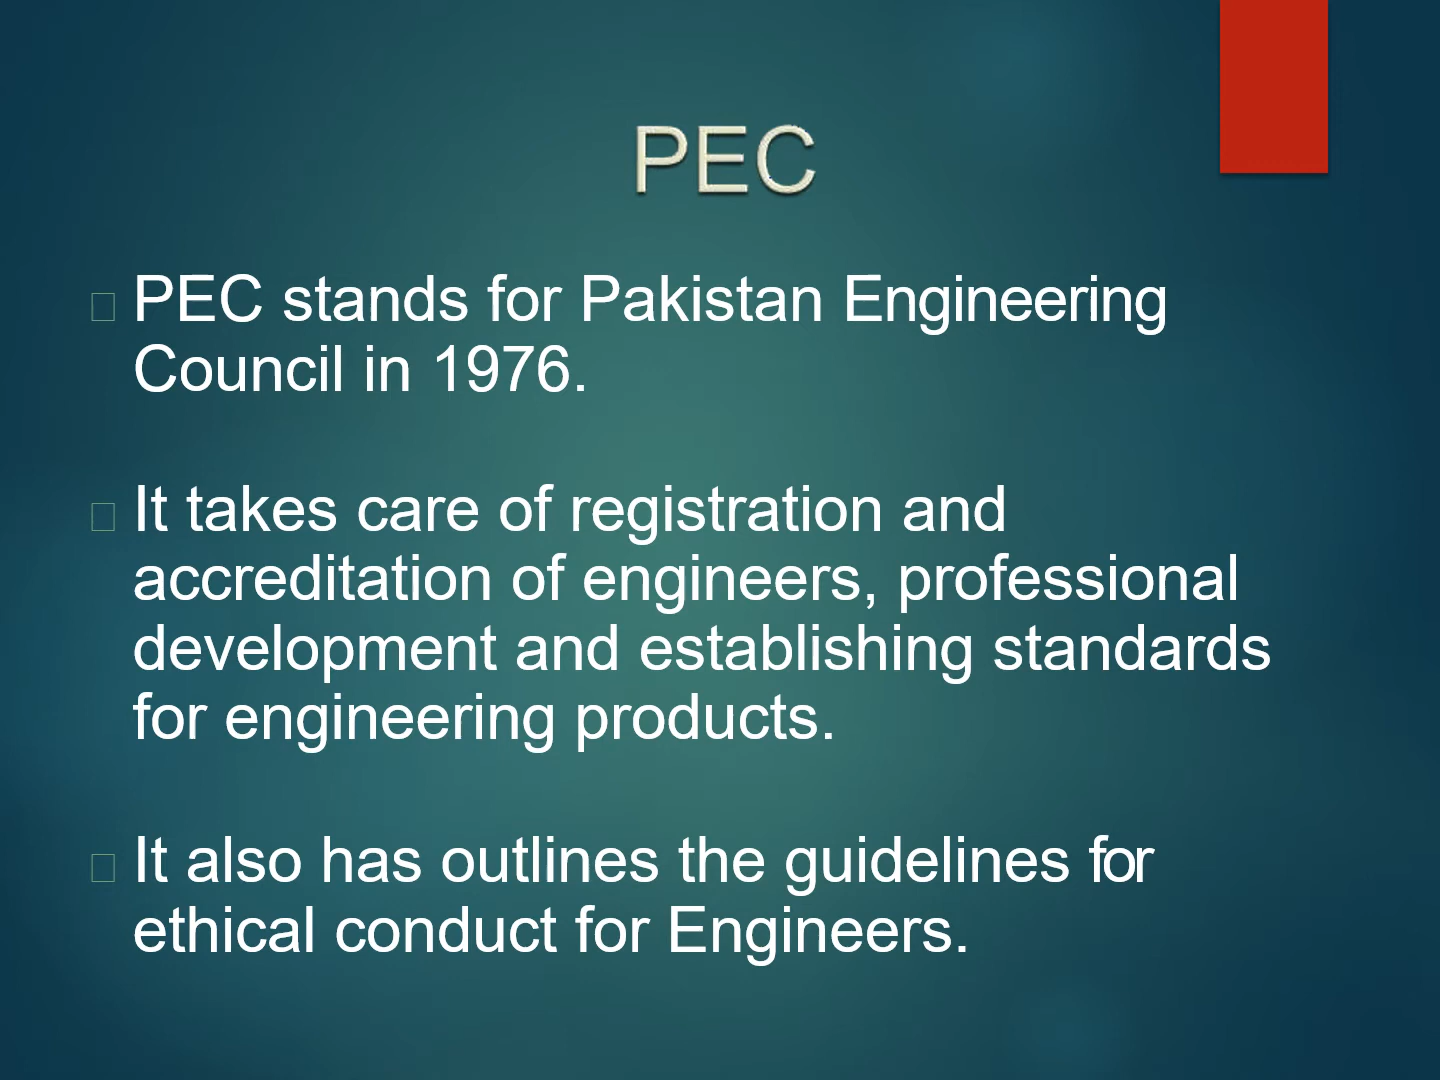 PEC
PEC stands for Pakistan Engineering
Council in 1976.
It takes care of registration and
accreditation of engineers, professional
development and establishing standards
for engineering products.
It also has outlines the guidelines for
ethical conduct for Engineers.